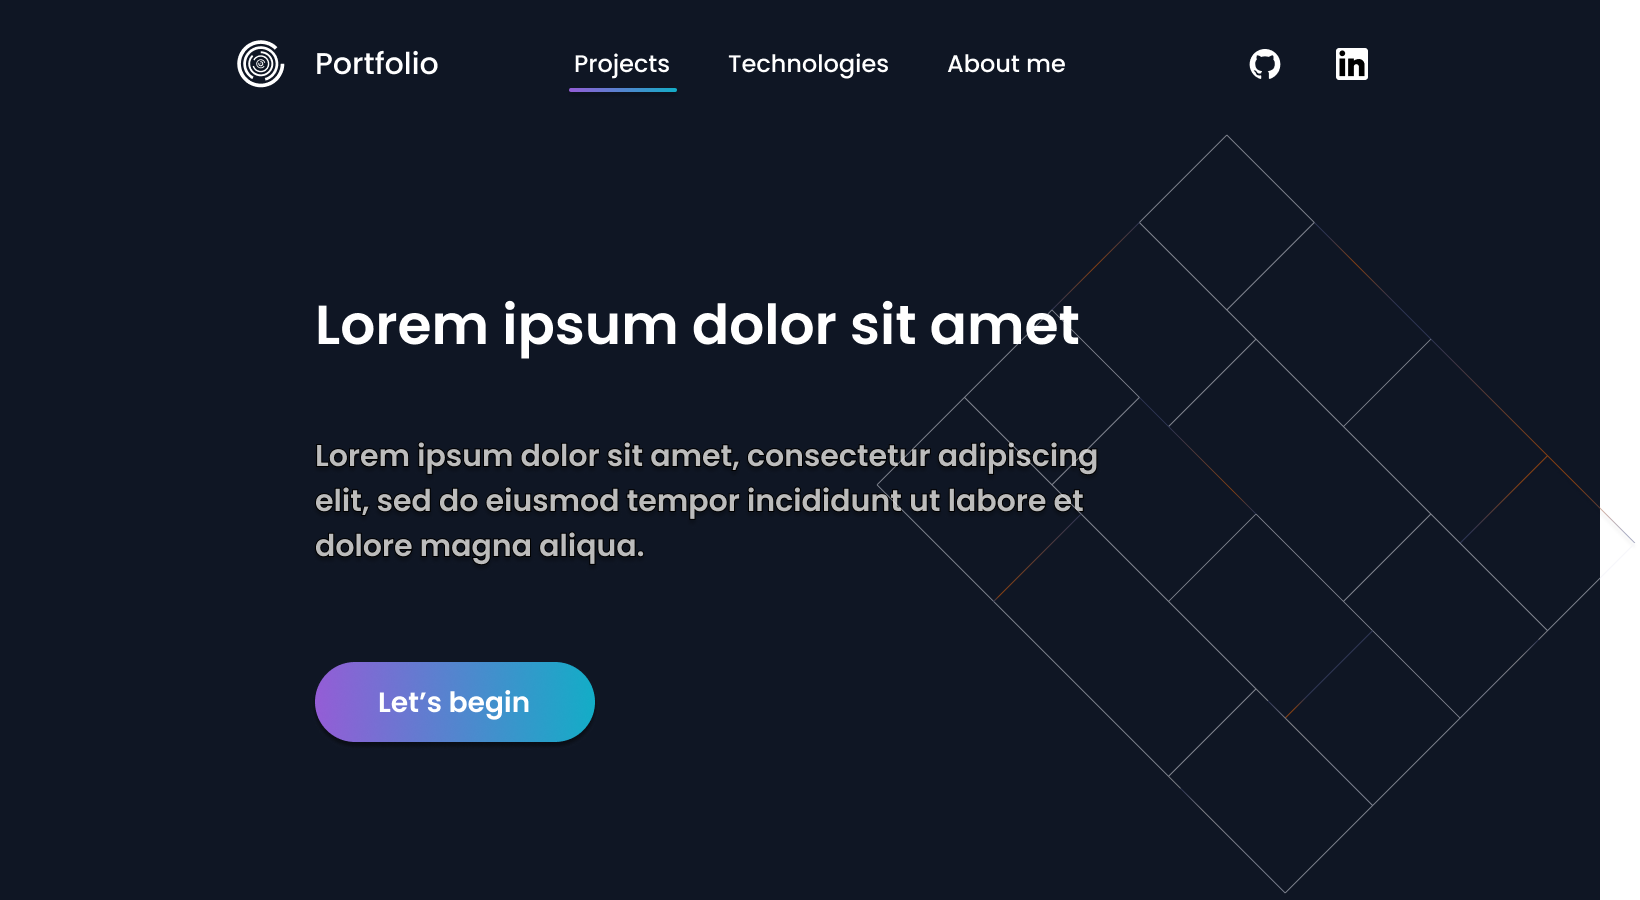 Portfolio
Projects
Technologies
About me
Lorem ipsum dolor sit amet
Lorem ipsum dolor sit amet, consectetur adipiscing
elit, sed do eiusmod tempor incididunt ut labore et
dolore magna aliqua.
Let’s begin